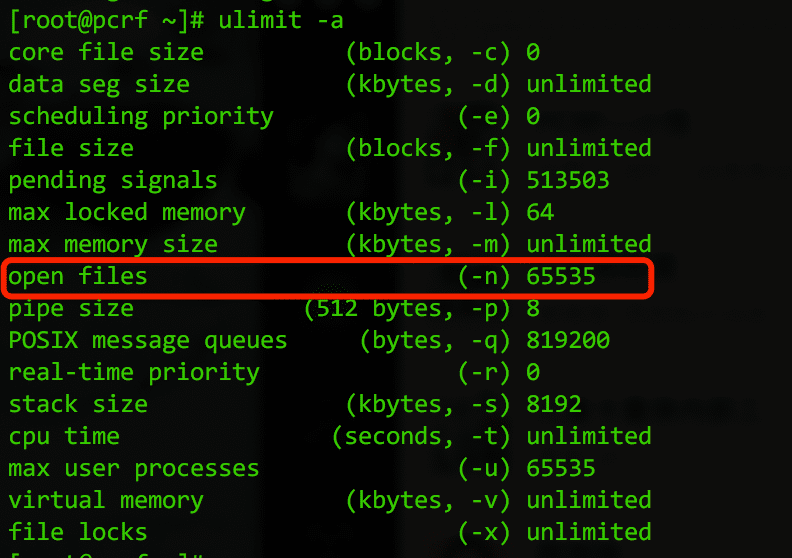 [root@pcrf ~]# ulimit -a
core file size          (blocks, -c) 0
data seg size           (kbytes, -d) unlimited
scheduling priority             (-e) 0
file size               (blocks, -f) unlimited
pending signals                 (-i) 513503
max locked memory       (kbytes, -l) 64
max memory size         (kbytes, -m) unlimited
open files                      (-n) 65535
pipe size            (512 bytes, -p) 8
POSIX message queues     (bytes, -q) 819200
real-time priority              (-r) 0
stack size              (kbytes, -s) 8192
cpu time               (seconds, -t) unlimited
max user processes              (-u) 65535
virtual memory          (kbytes, -v) unlimited
file locks                      (-x) unlimited